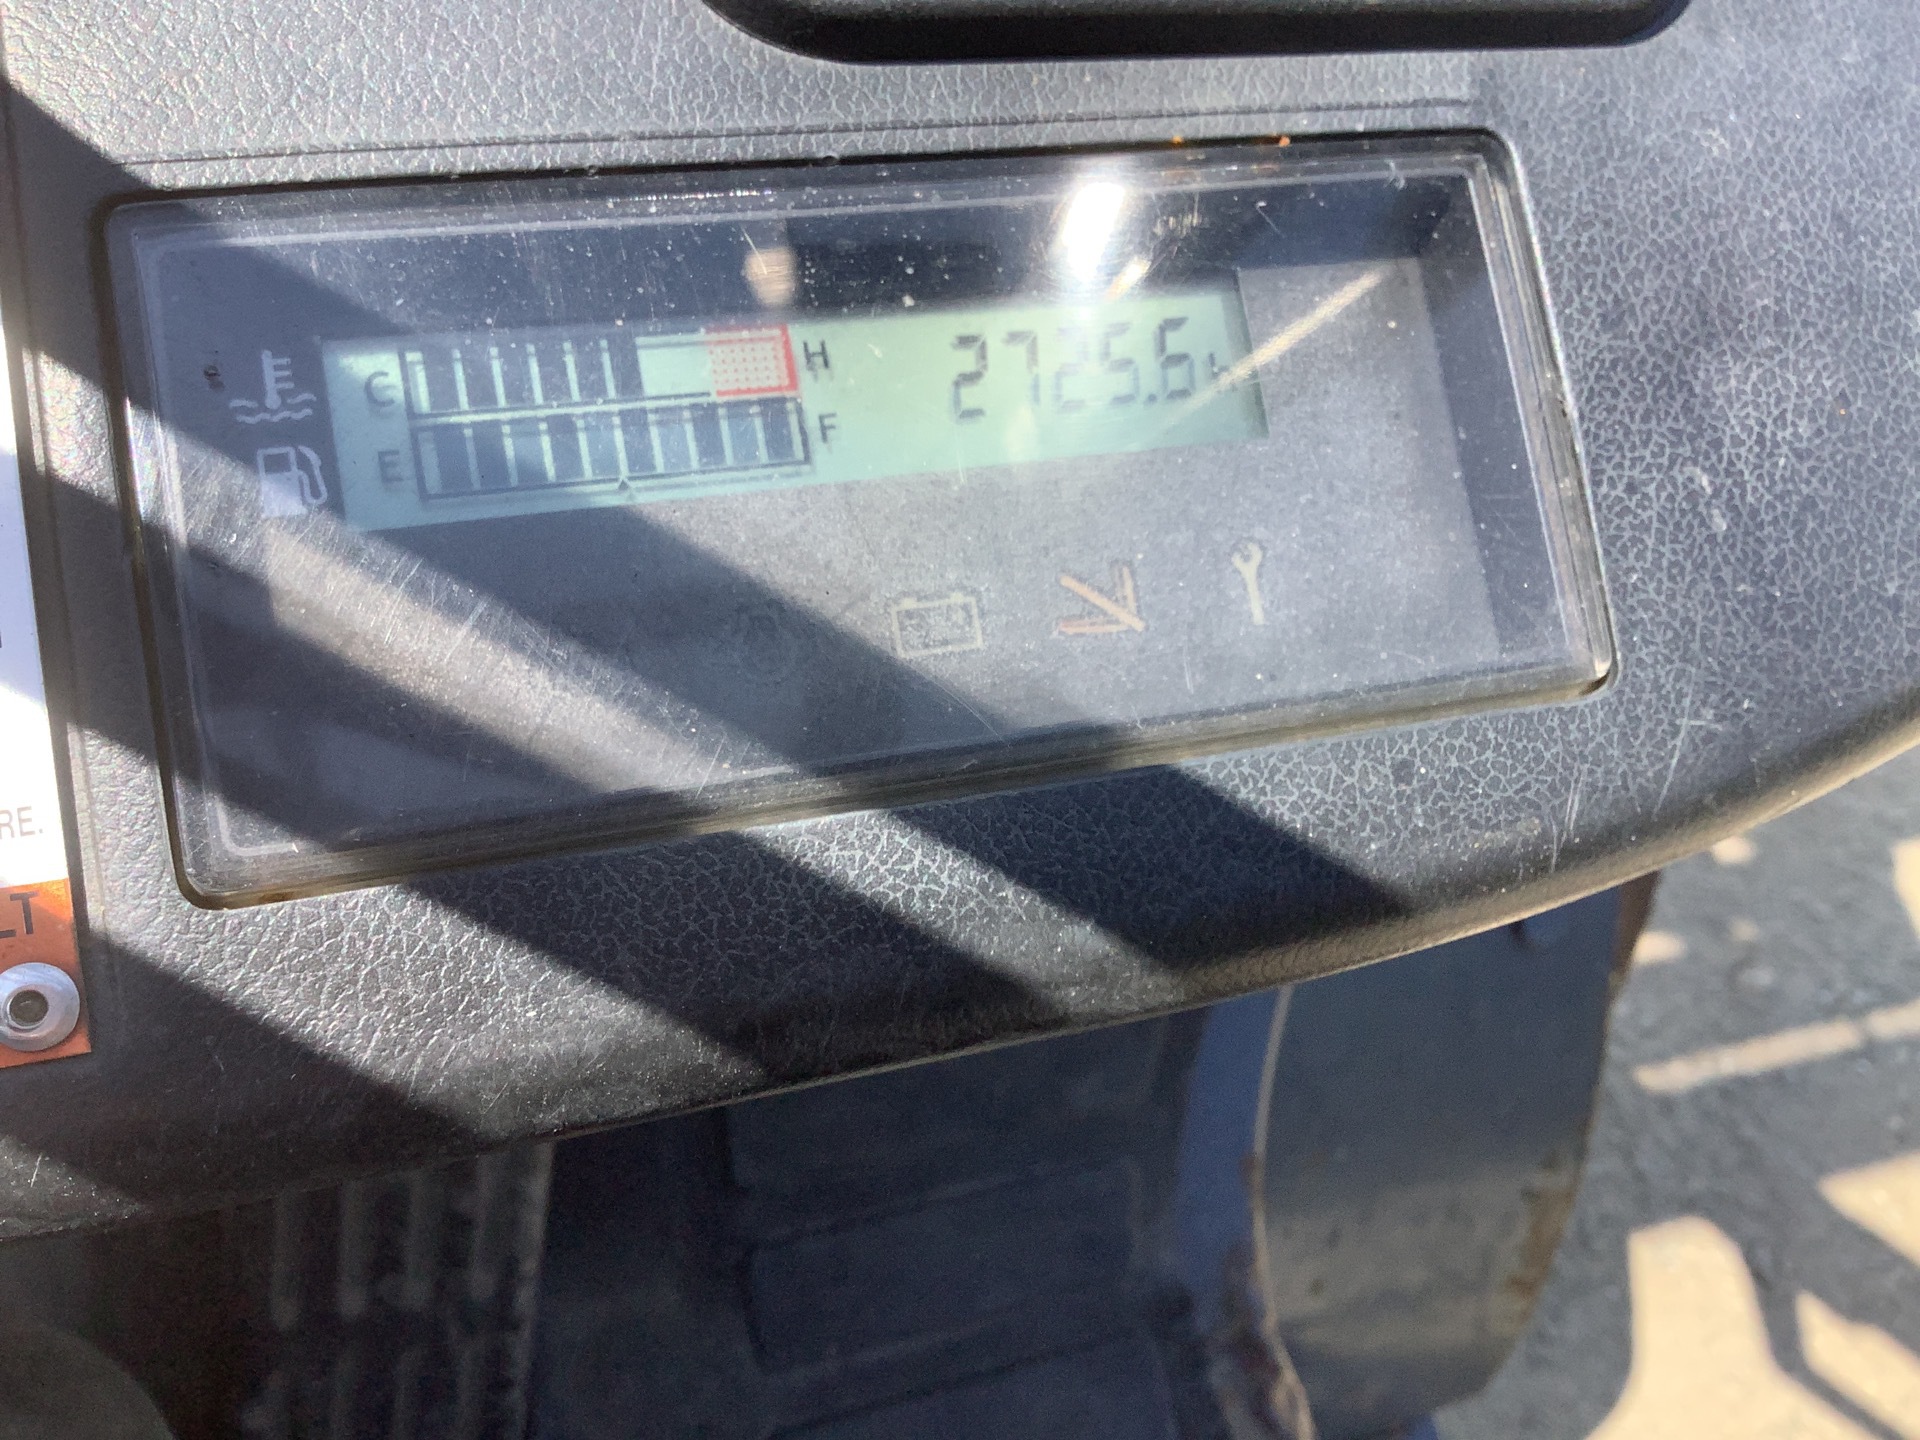 C H 2725.6 h
E F
RE.
LT